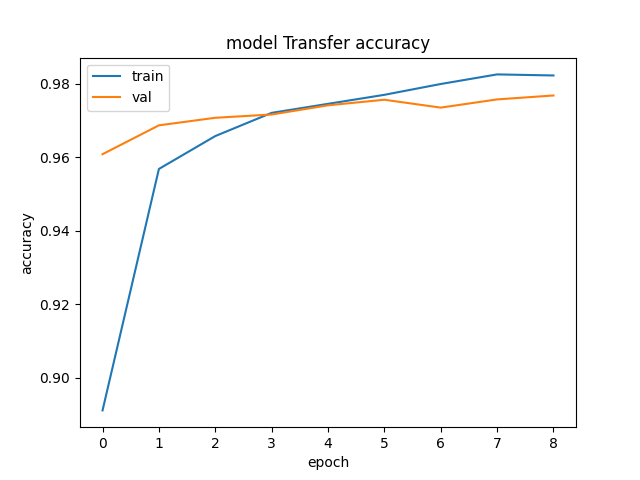 model Transfer accuracy
train
val
accuracy
0.98
0.96
0.94
0.92
0.90
0 1 2 3 4 5 6 7 8
epoch